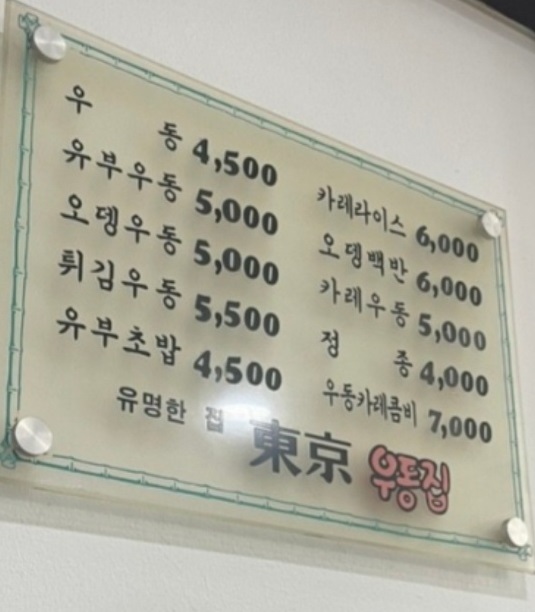 우 동 4,500
유부우동 5,000
오뎅우동 5,000
튀김우동 5,500
유부초밥 4,500
카레라이스 6,000
오뎅백반 6,000
카레우동 5,000
정 종 4,000
우동카레콤비 7,000
유명한 집 東京 우동집